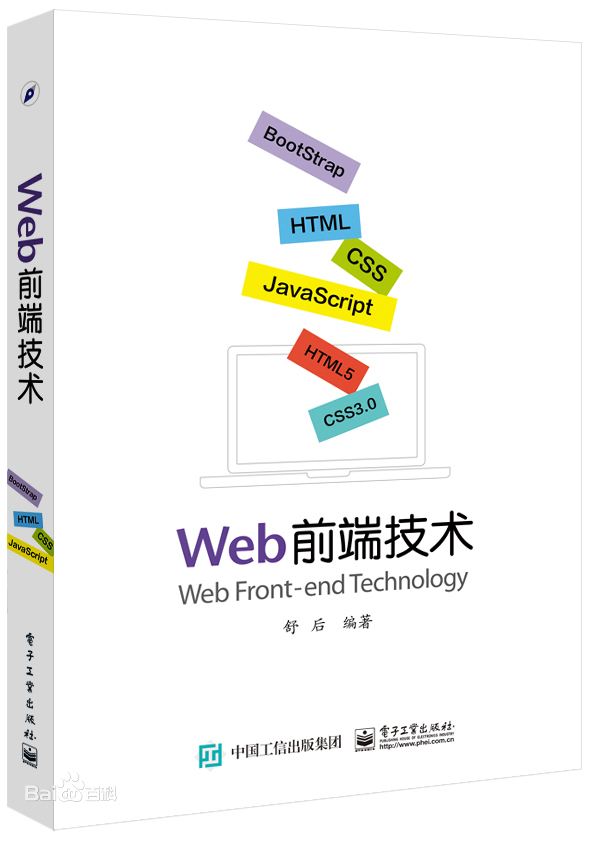 BootStrap
HTML
CSS
JavaScript
HTML5
CSS3.0
Web前端技术
Web Front-end Technology
舒 后 编著
中国工信出版集团
電子工業出版社.
PUBLISHING HOUSE OF ELECTRONICS INDUSTRY
http://www.phei.com.cn
Web前端技术
BootStrap
HTML
CSS
JavaScript
電子工業出版社.
Bai百科